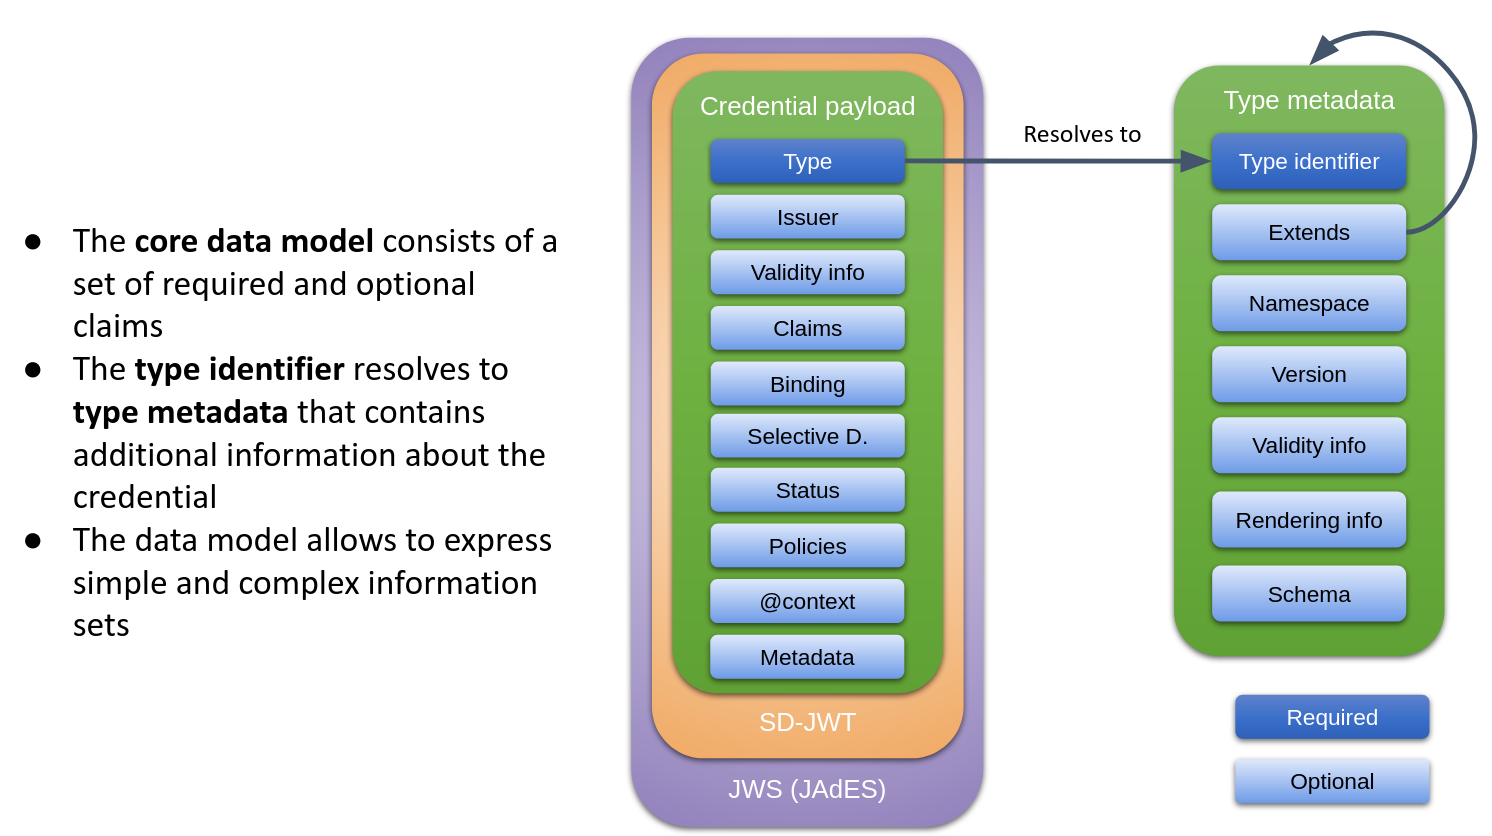 ● The core data model consists of a
set of required and optional
claims
● The type identifier resolves to
type metadata that contains
additional information about the
credential
● The data model allows to express
simple and complex information
sets
Credential payload
Type
Issuer
Validity info
Claims
Binding
Selective D.
Status
Policies
@context
Metadata
SD-JWT
JWS (JAdES)
Resolves to
Type metadata
Type identifier
Extends
Namespace
Version
Validity info
Rendering info
Schema
Required
Optional